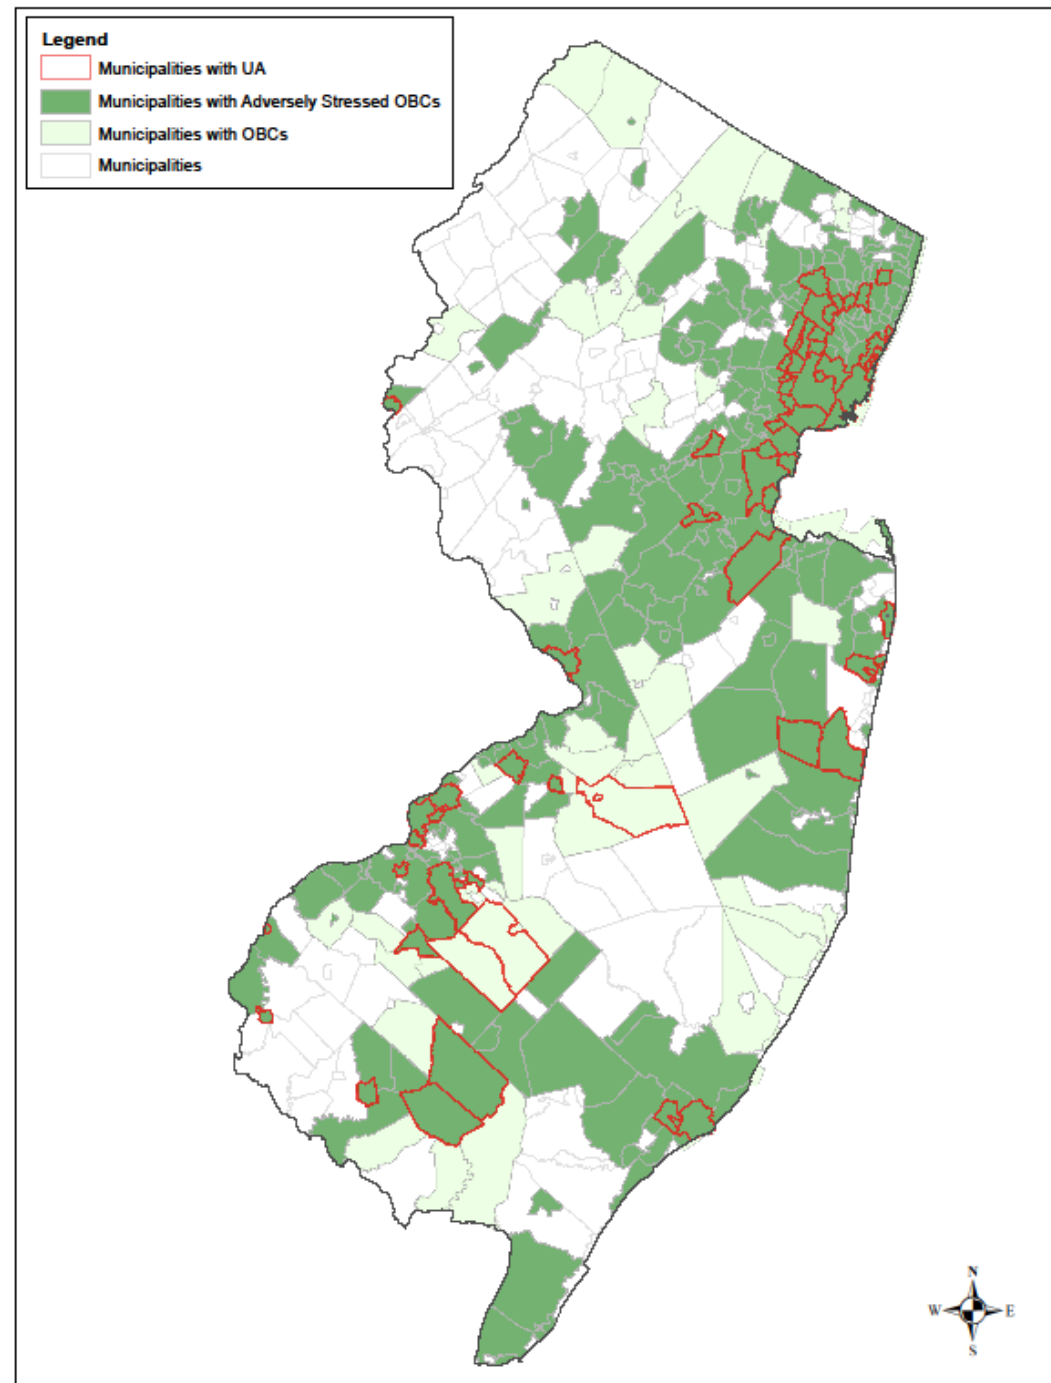 Legend
Municipalities with UA
Municipalities with Adversely Stressed OBCs
Municipalities with OBCs
Municipalities
N
W E
S